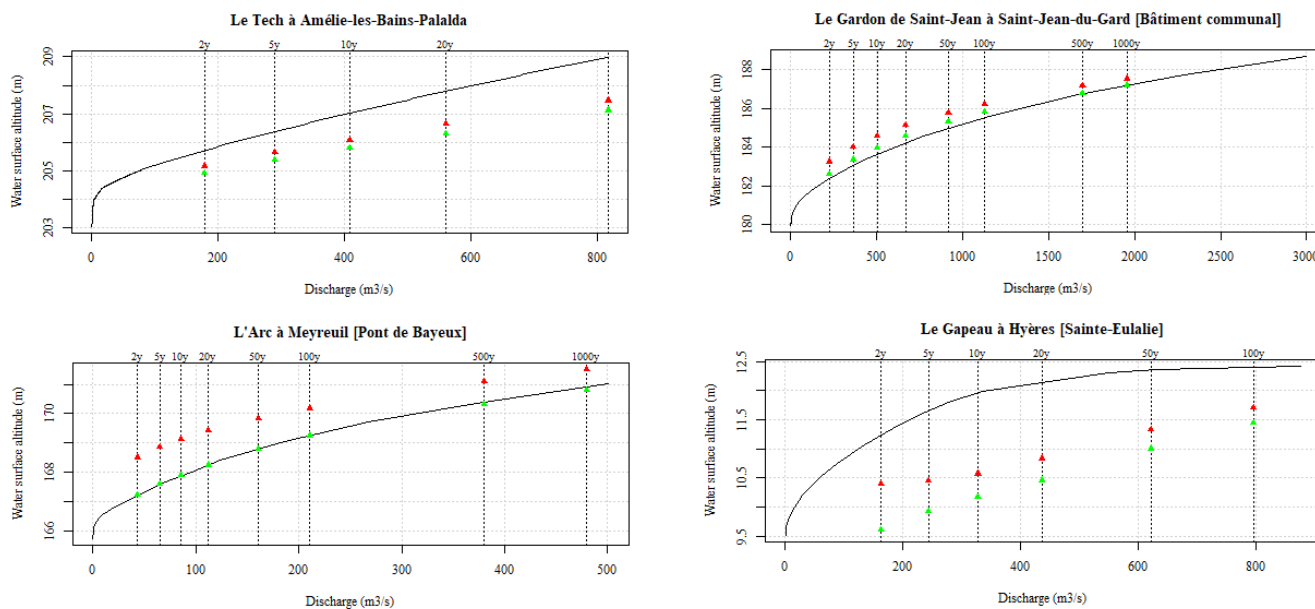 Le Tech à Amélie-les-Bains-Palalda
2y 5y 10y 20y
Water surface altitude (m)
209
207
205
203
0 200 400 600 800
Discharge (m3/s)
Le Gardon de Saint-Jean à Saint-Jean-du-Gard [Bâtiment communal]
2y 5y 10y 20y 50y 100y 500y 1000y
Water surface altitude (m)
188
186
184
182
180
0 500 1000 1500 2000 2500 3000
Discharge (m3/s)
L'Arc à Meyreuil [Pont de Bayeux]
2y 5y 10y 20y 50y 100y 500y 1000y
Water surface altitude (m)
170
168
166
0 100 200 300 400 500
Discharge (m3/s)
Le Gapeau à Hyères [Sainte-Eulalie]
2y 5y 10y 20y 50y 100y
Water surface altitude (m)
12.5
11.5
10.5
9.5
0 200 400 600 800
Discharge (m3/s)